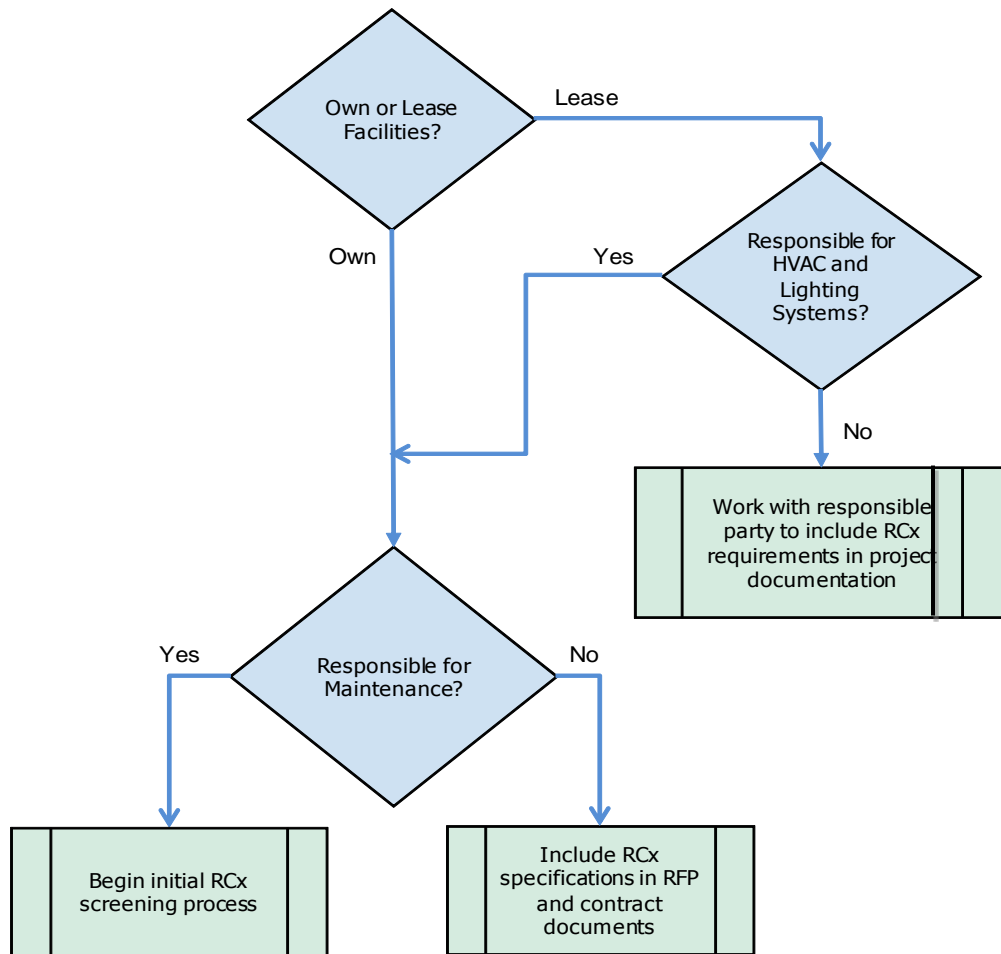 Own or Lease
Facilities?
Lease
Own
Yes
Responsible for
HVAC and
Lighting
Systems?
No
Work with responsible
party to include RCx
requirements in project
documentation
Yes
Responsible for
Maintenance?
No
Begin initial RCx
screening process
Include RCx
specifications in RFP
and contract
documents